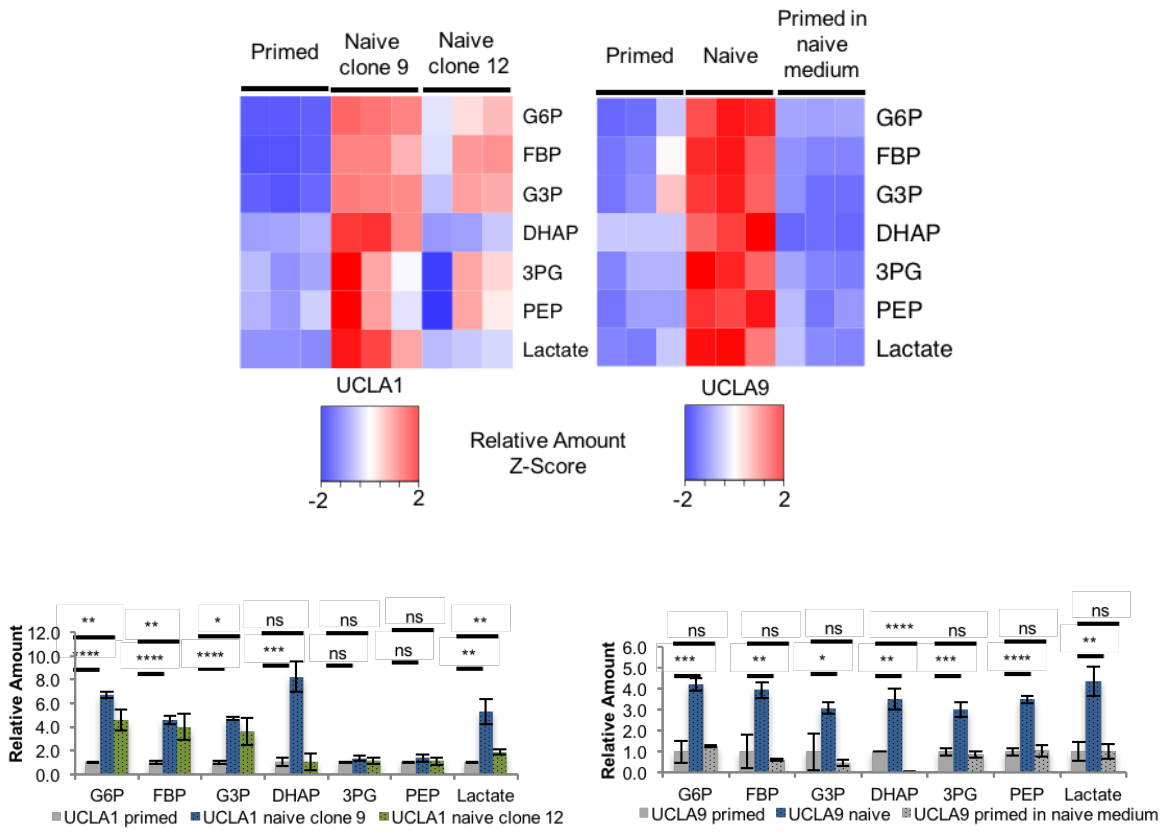 Primed
Naive
clone 9
Naive
clone 12
G6P
FBP
G3P
DHAP
3PG
PEP
Lactate
UCLA1
-2
2
Primed
Naive
Primed in
naive
medium
G6P
FBP
G3P
DHAP
3PG
PEP
Lactate
UCLA9
-2
2
Relative Amount
Z-Score
Relative Amount
12.0
10.0
8.0
6.0
4.0
2.0
0.0
** ** * ns ns ns **
**** **** **** *** ns ns **
G6P FBP G3P DHAP 3PG PEP Lactate
UCLA1 primed UCLA1 naive clone 9 UCLA1 naive clone 12
Relative Amount
6.0
5.0
4.0
3.0
2.0
1.0
0.0
ns ns ns **** ns ns ns
*** ** * ** *** **** **
G6P FBP G3P DHAP 3PG PEP Lactate
UCLA9 primed UCLA9 naive UCLA9 primed in naive medium